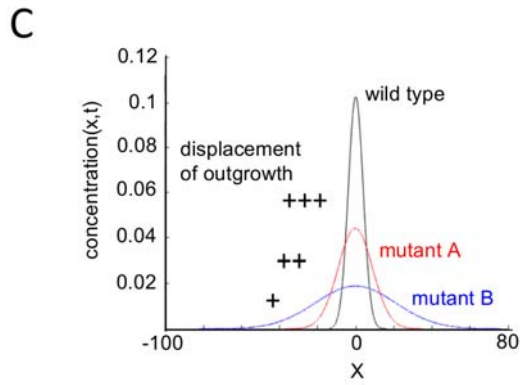 C
0.12
0.1
0.08
0.06
0.04
0.02
concentration(x,t)
wild type
displacement
of outgrowth
+++
++
+
mutant A
mutant B
-100
0
80
X